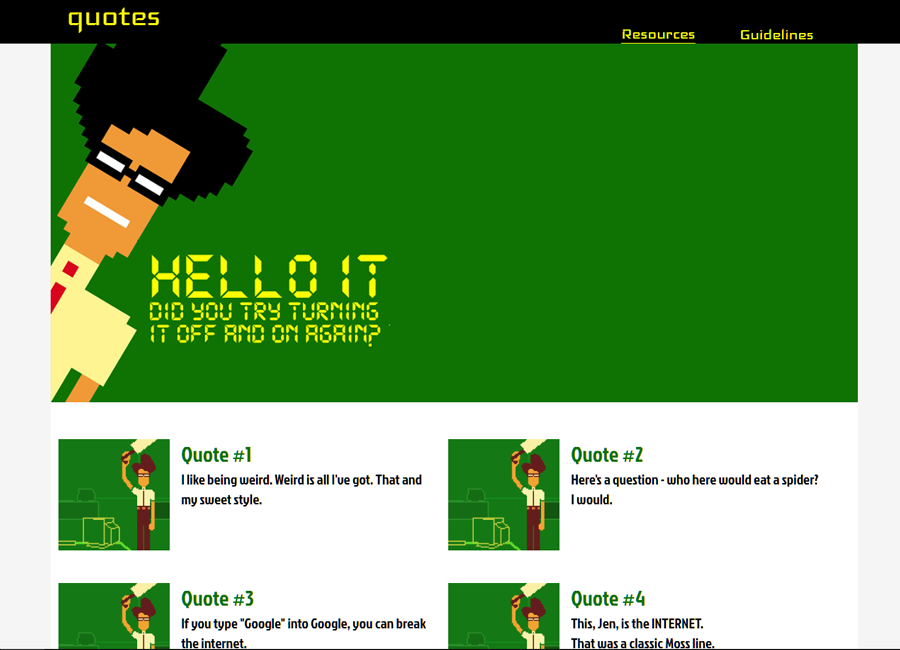 quotes
Resources
Guidelines
HELLO IT
DID YOU TRY TURNING
IT OFF AND ON AGAIN?
Quote #1
I like being weird. Weird is all I've got. That and
my sweet style.
Quote #2
Here's a question - who here would eat a spider?
I would.
Quote #3
If you type "Google" into Google, you can break
the internet.
Quote #4
This, Jen, is the INTERNET.
That was a classic Moss line.